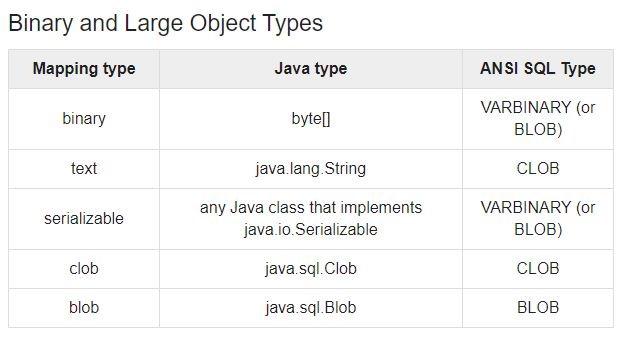 Binary and Large Object Types
Mapping type Java type ANSI SQL Type
binary byte[] VARBINARY (or
BLOB)
text java.lang.String CLOB
serializable any Java class that implements
java.io.Serializable VARBINARY (or
BLOB)
clob java.sql.Clob CLOB
blob java.sql.Blob BLOB